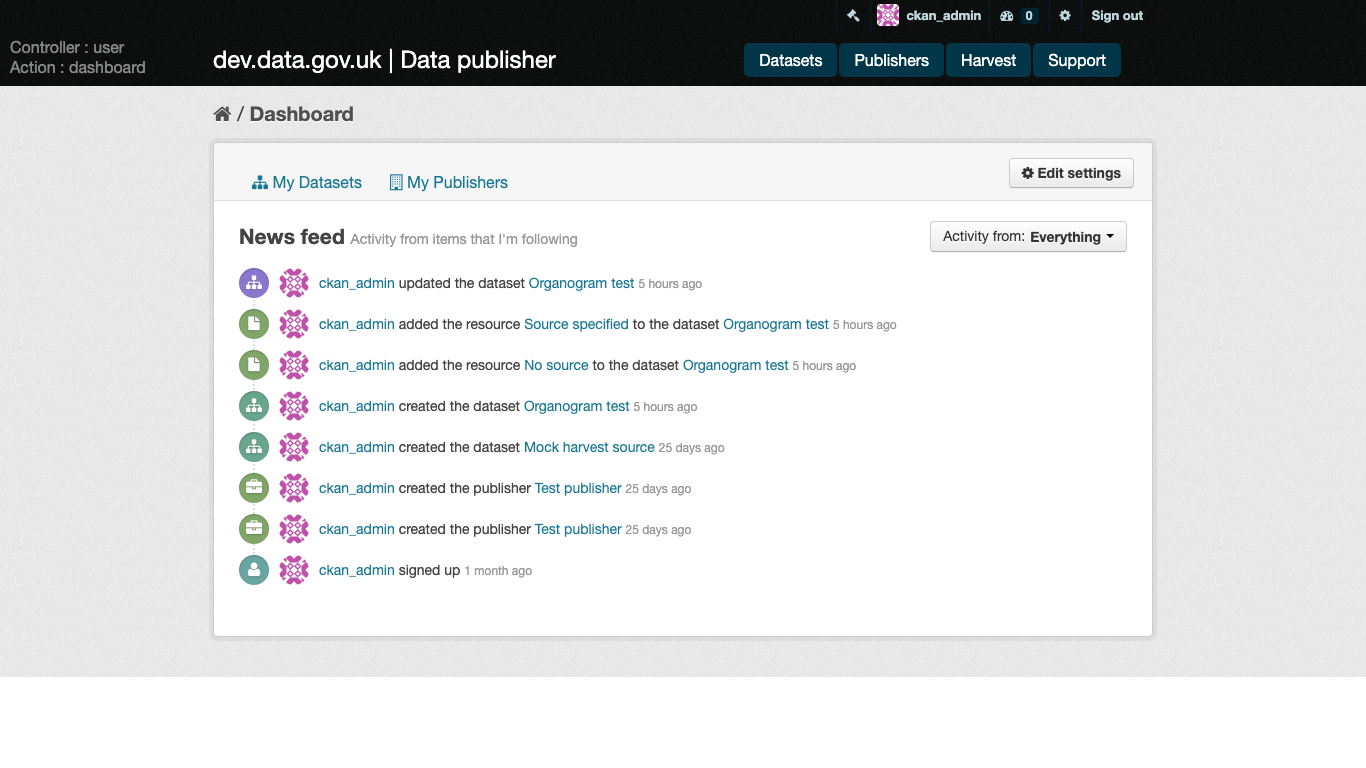 ckan_admin 0 Sign out
Controller : user
Action : dashboard
dev.data.gov.uk | Data publisher
Datasets Publishers Harvest Support
/ Dashboard
My Datasets My Publishers Edit settings
News feed Activity from items that I'm following Activity from: Everything
ckan_admin updated the dataset Organogram test 5 hours ago
ckan_admin added the resource Source specified to the dataset Organogram test 5 hours ago
ckan_admin added the resource No source to the dataset Organogram test 5 hours ago
ckan_admin created the dataset Organogram test 5 hours ago
ckan_admin created the dataset Mock harvest source 25 days ago
ckan_admin created the publisher Test publisher 25 days ago
ckan_admin created the publisher Test publisher 25 days ago
ckan_admin signed up 1 month ago